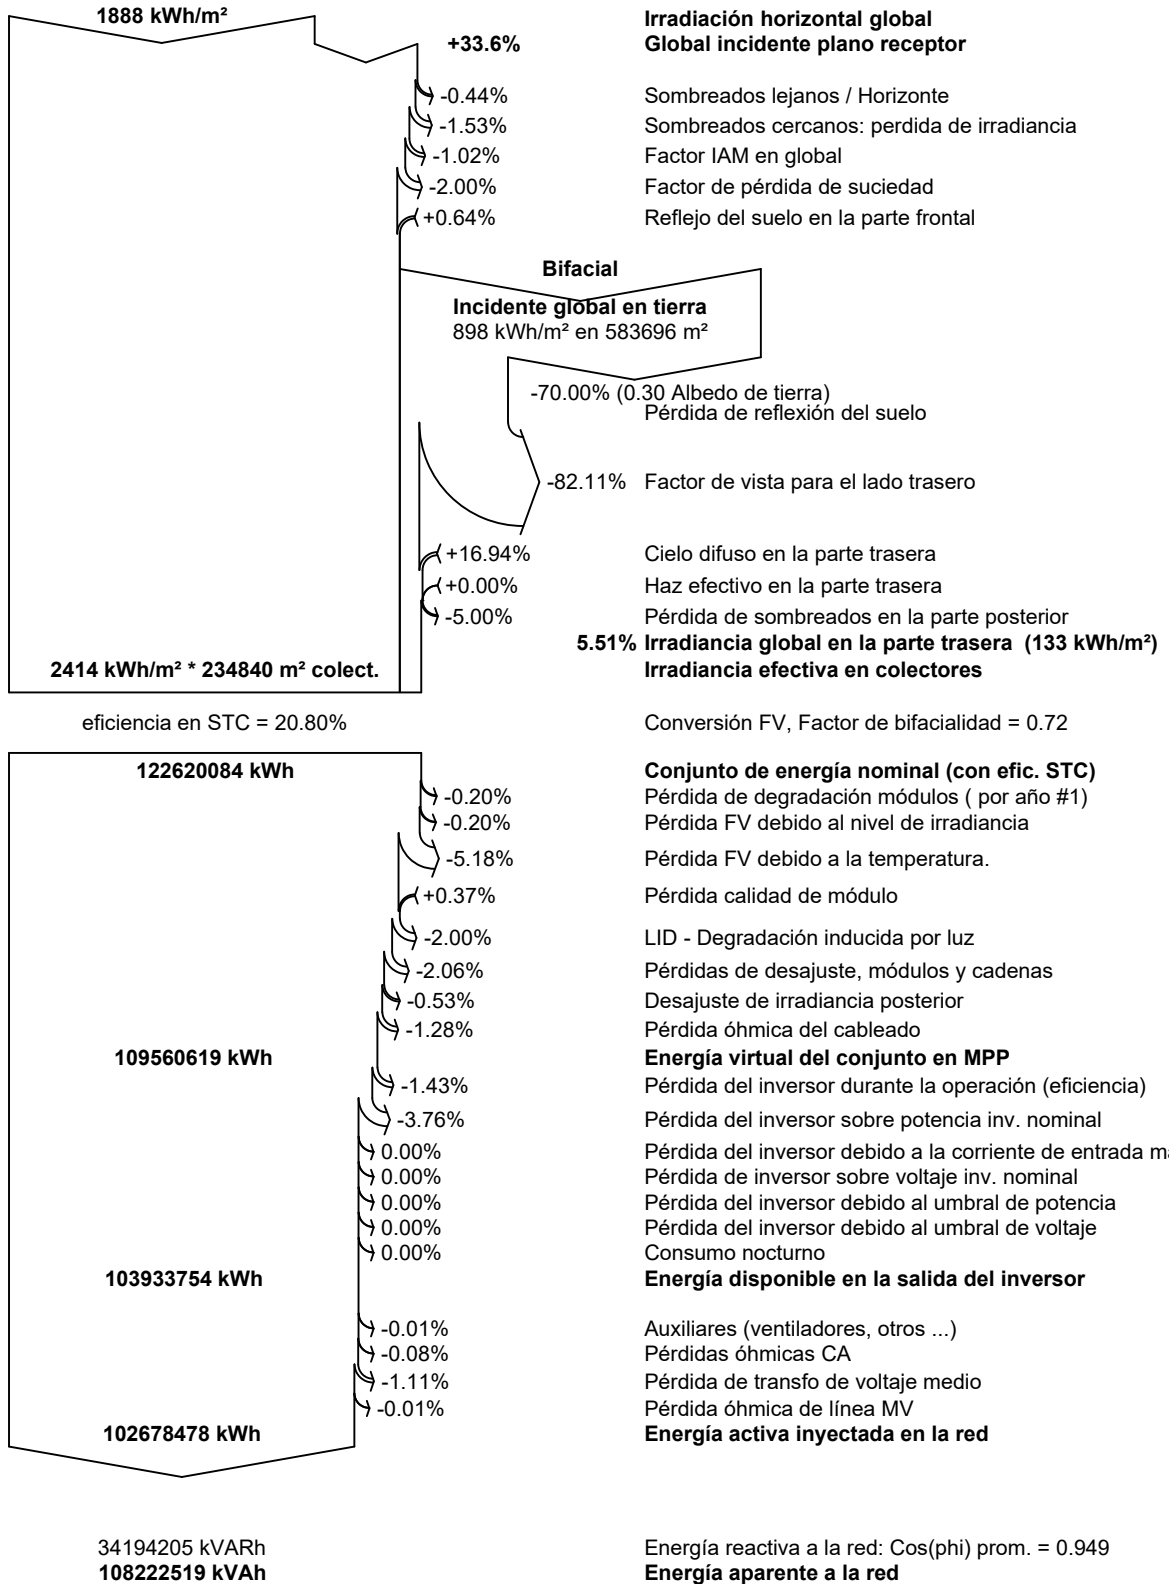 1888 kWh/m² Irradiación horizontal global
+33.6% Global incidente plano receptor
-0.44% Sombreados lejanos / Horizonte
-1.53% Sombreados cercanos: perdida de irradiancia
-1.02% Factor IAM en global
-2.00% Factor de pérdida de suciedad
+0.64% Reflejo del suelo en la parte frontal
Bifacial
Incidente global en tierra
898 kWh/m² en 583696 m²
-70.00% (0.30 Albedo de tierra)
Pérdida de reflexión del suelo
-82.11% Factor de vista para el lado trasero
+16.94% Cielo difuso en la parte trasera
+0.00% Haz efectivo en la parte trasera
-5.00% Pérdida de sombreados en la parte posterior
5.51% Irradiancia global en la parte trasera (133 kWh/m²)
2414 kWh/m² * 234840 m² colect. Irradiancia efectiva en colectores
eficiencia en STC = 20.80% Conversión FV, Factor de bifacialidad = 0.72
122620084 kWh Conjunto de energía nominal (con efic. STC)
-0.20% Pérdida de degradación módulos ( por año #1)
-0.20% Pérdida FV debido al nivel de irradiancia
-5.18% Pérdida FV debido a la temperatura.
+0.37% Pérdida calidad de módulo
-2.00% LID - Degradación inducida por luz
-2.06% Pérdidas de desajuste, módulos y cadenas
-0.53% Desajuste de irradiancia posterior
-1.28% Pérdida óhmica del cableado
109560619 kWh Energía virtual del conjunto en MPP
-1.43% Pérdida del inversor durante la operación (eficiencia)
-3.76% Pérdida del inversor sobre potencia inv. nominal
0.00% Pérdida del inversor debido a la corriente de entrada má
0.00% Pérdida de inversor sobre voltaje inv. nominal
0.00% Pérdida del inversor debido al umbral de potencia
0.00% Pérdida del inversor debido al umbral de voltaje
0.00% Consumo nocturno
103933754 kWh Energía disponible en la salida del inversor
-0.01% Auxiliares (ventiladores, otros ...)
-0.08% Pérdidas óhmicas CA
-1.11% Pérdida de transfo de voltaje medio
-0.01% Pérdida óhmica de línea MV
102678478 kWh Energía activa inyectada en la red
34194205 kVARh Energía reactiva a la red: Cos(phi) prom. = 0.949
108222519 kVAh Energía aparente a la red